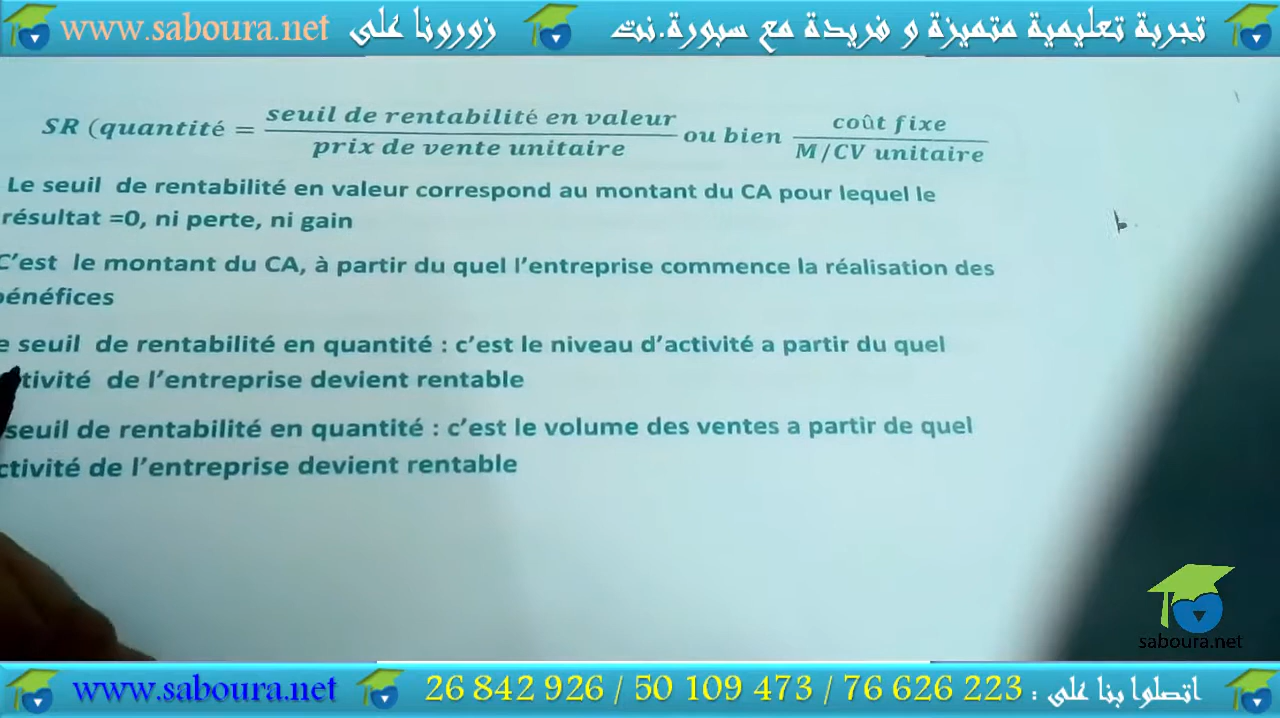 تجربة تعليمية متميزة و فريدة مع سبورة.نت زورونا على www.saboura.net
SR (quantité = seuil de rentabilité en valeur / prix de vente unitaire ou bien coût fixe / M/CV unitaire
Le seuil de rentabilité en valeur correspond au montant du CA pour lequel le
résultat =0, ni perte, ni gain
C’est le montant du CA, à partir du quel l’entreprise commence la réalisation des
bénéfices
e seuil de rentabilité en quantité : c’est le niveau d’activité a partir du quel
tivité de l’entreprise devient rentable
seuil de rentabilité en quantité : c’est le volume des ventes a partir de quel
ctivité de l’entreprise devient rentable
saboura.net
اتصلوا بنا على : 26 842 926 / 50 109 473 / 76 626 223 www.saboura.net